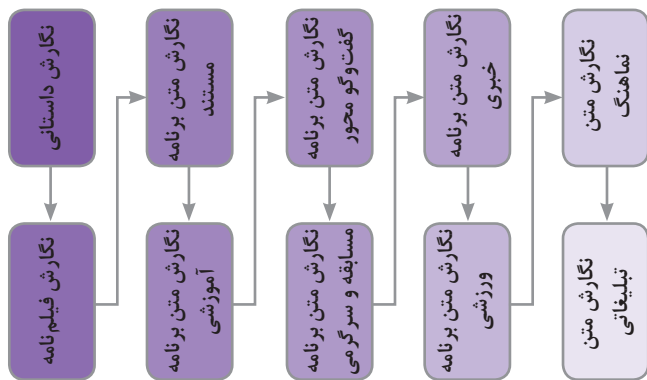 نگارش داستانی
نگارش فیلم‌نامه
نگارش متن برنامه
مستند
نگارش متن برنامه
آموزشی
نگارش متن برنامه
گفت‌وگو محور
نگارش متن برنامه
مسابقه و سرگرمی
نگارش متن برنامه
خبری
نگارش متن برنامه
ورزشی
نگارش متن
نماهنگ
نگارش متن
تبلیغاتی